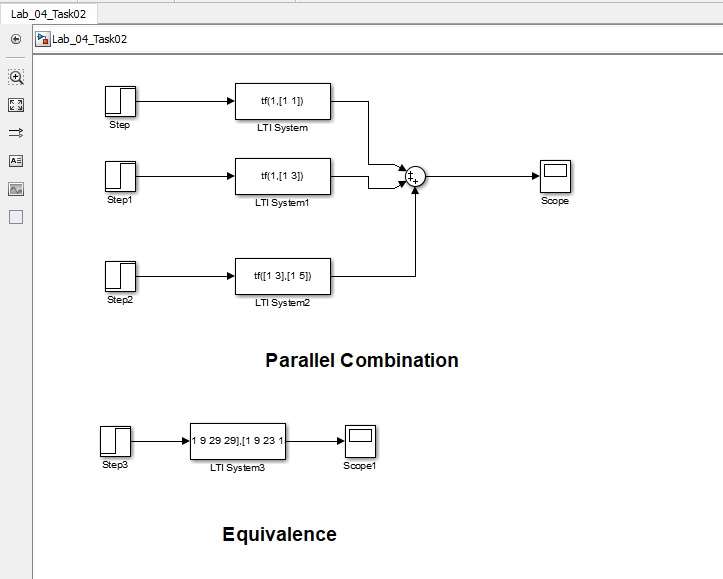 Lab_04_Task02
Lab_04_Task02
Step
tf(1,[1 1])
LTI System
Step1
tf(1,[1 3])
LTI System1
Scope
Step2
tf([1 3],[1 5])
LTI System2
Parallel Combination
Step3
1 9 29 29],[1 9 23 1
LTI System3
Scope1
Equivalence